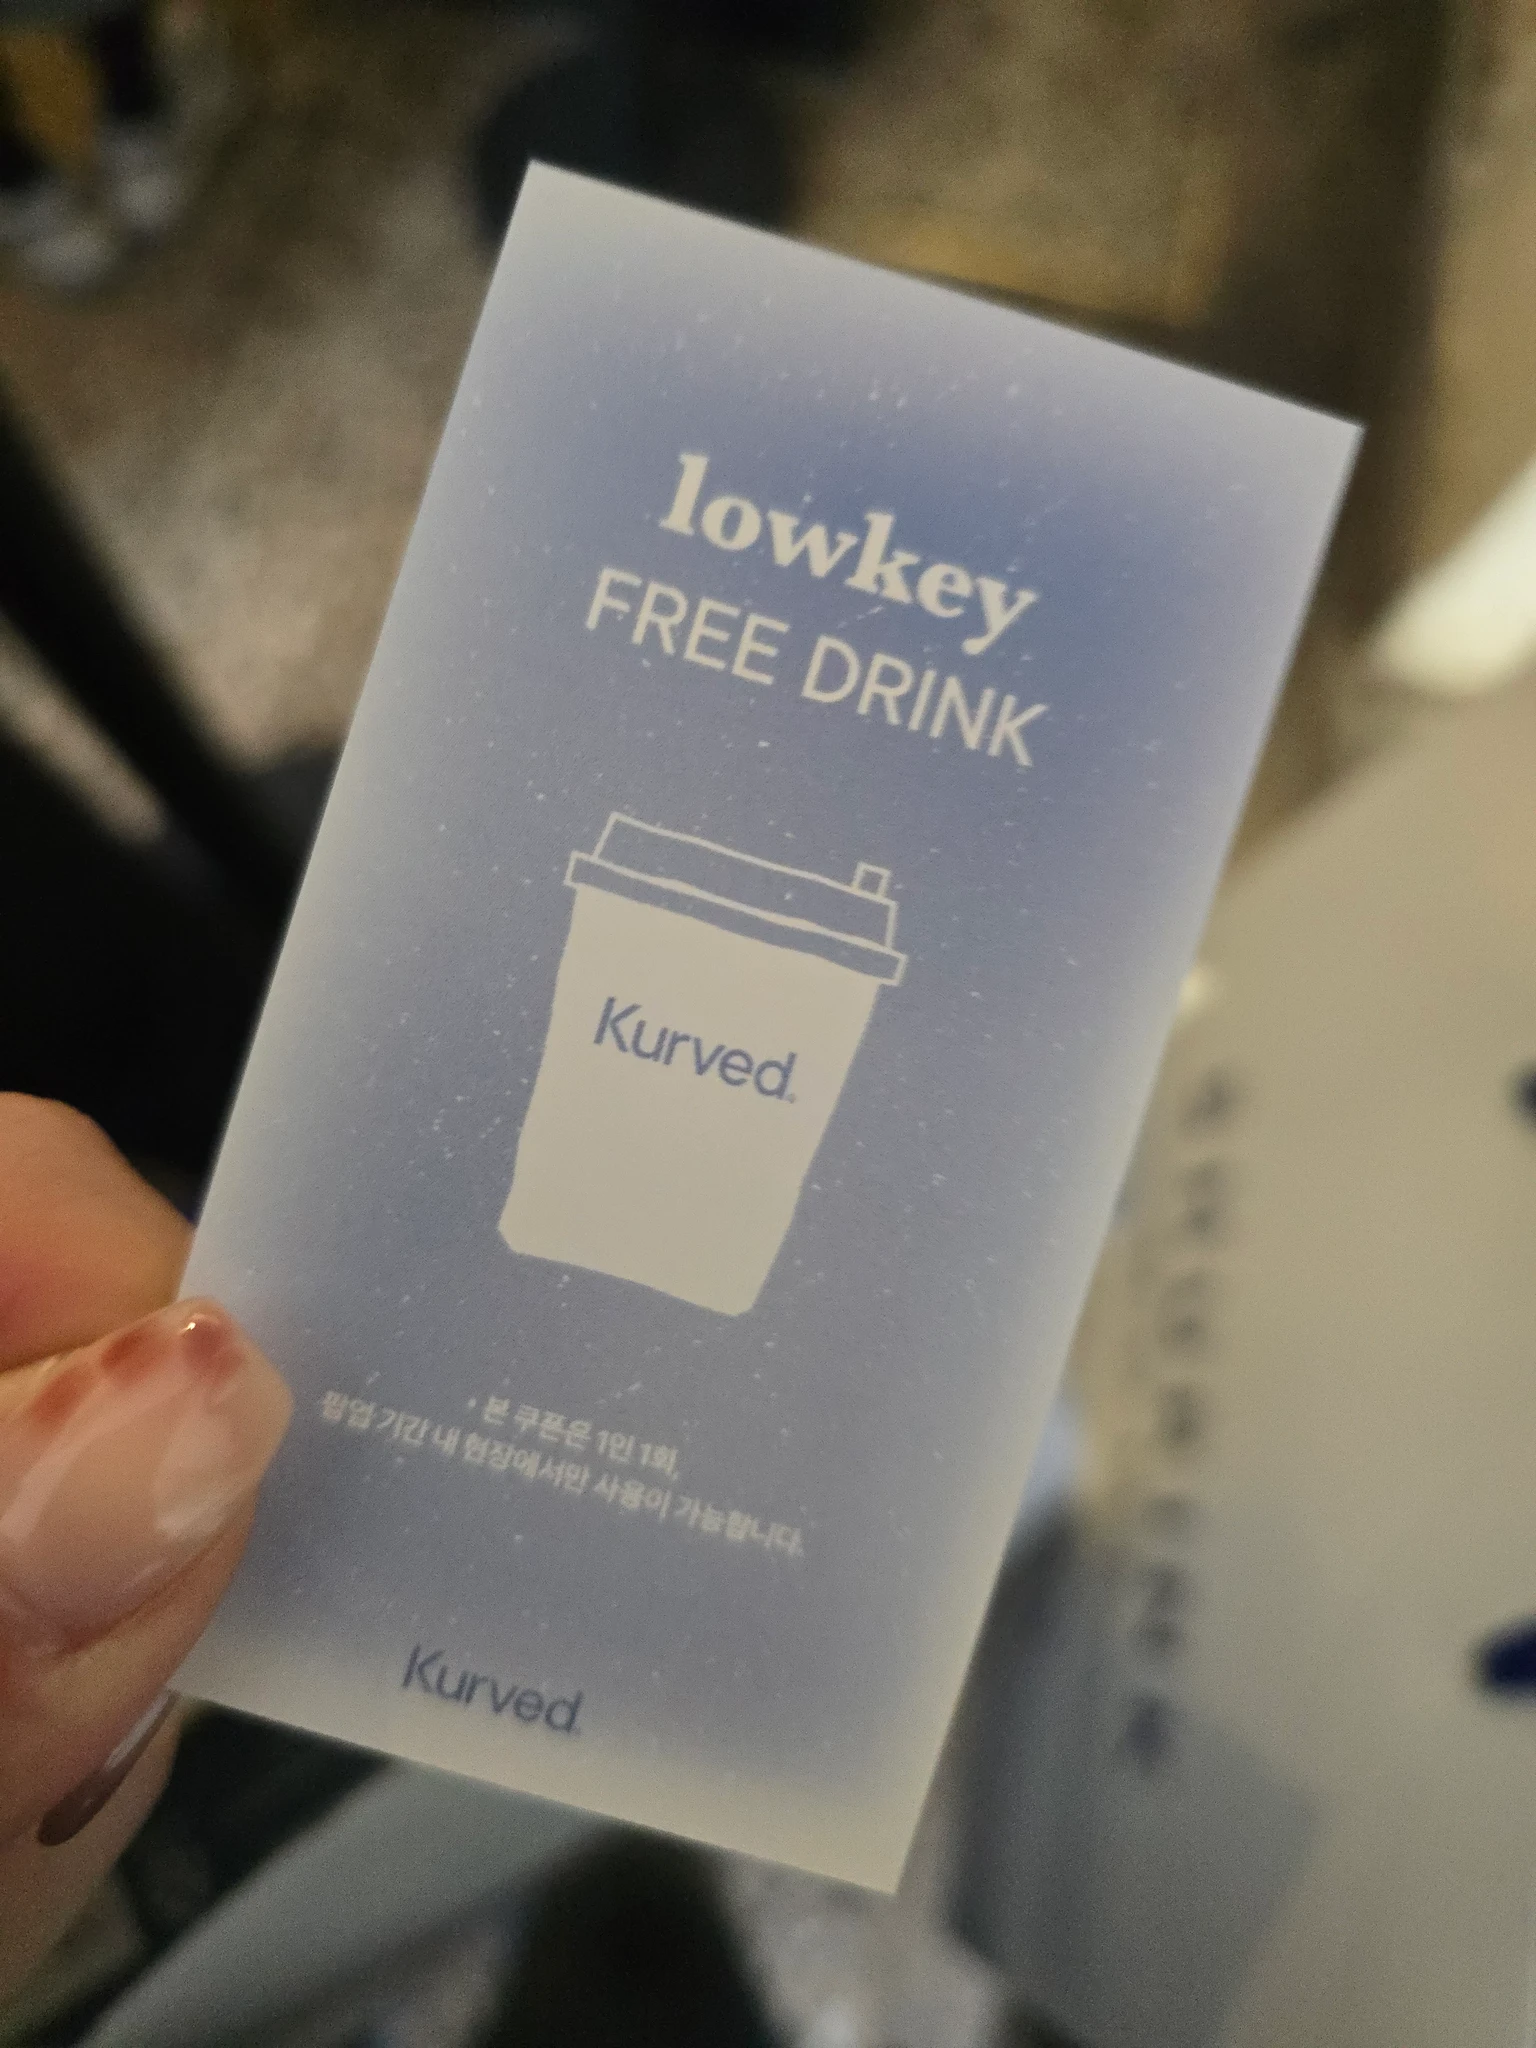 lowkey
FREE DRINK
Kurved.
본 쿠폰은 1인 1회,
팝업 기간 내 현장에서만 사용이 가능합니다.
Kurved.